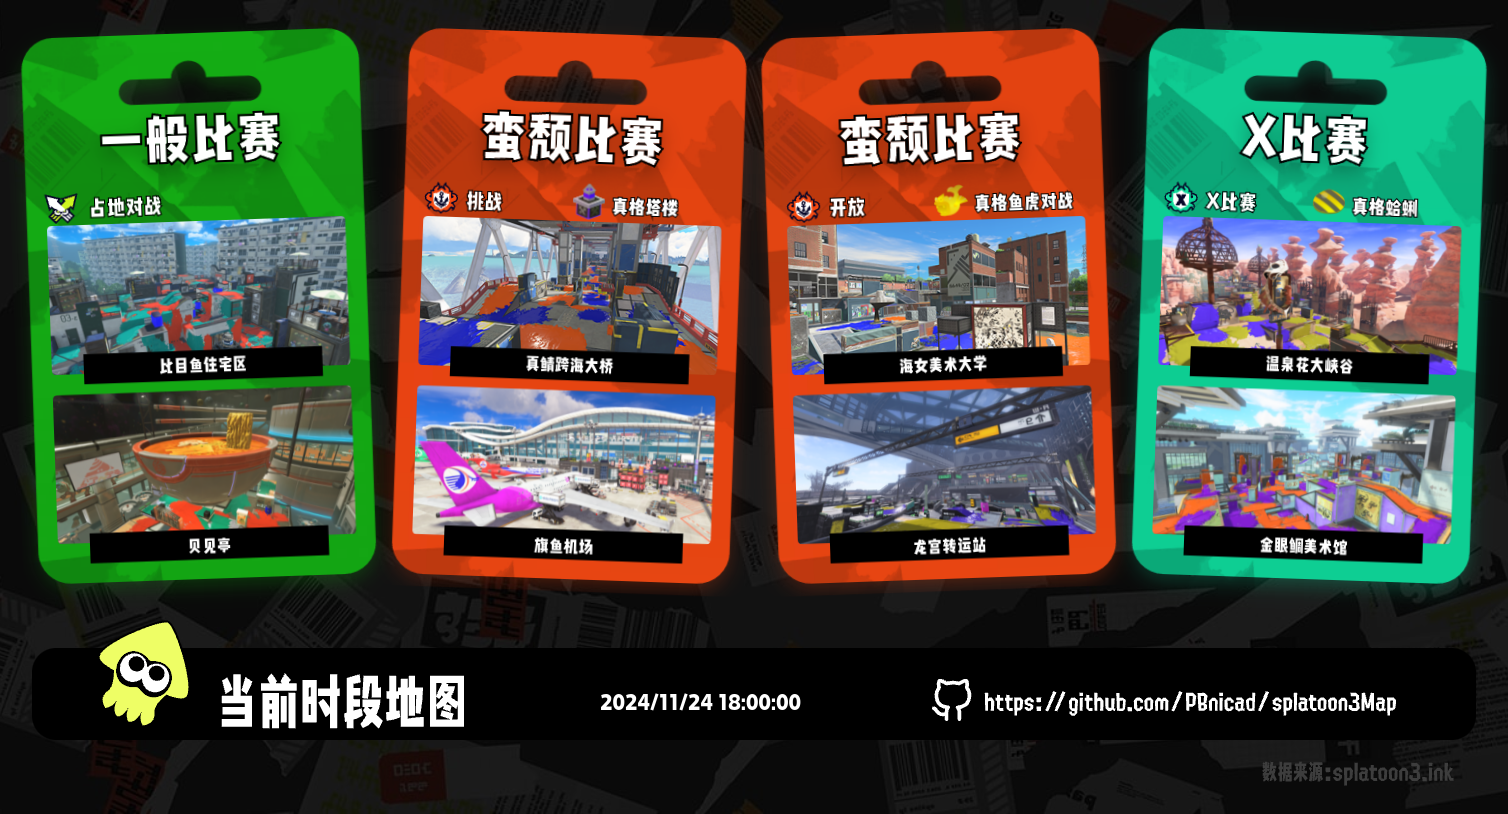 一般比赛
占地对战
比目鱼住宅区
贝见亭
蛮颓比赛
挑战
真格塔楼
真鲭跨海大桥
旗鱼机场
蛮颓比赛
开放
真格鱼虎对战
海女美术大学
龙宫转运站
X比赛
X比赛
真格蛤蜊
温泉花大峡谷
金眼鲷美术馆
当前时段地图
2024/11/24 18:00:00
https://github.com/PBnicad/splatoon3Map
数据来源:splatoon3.ink